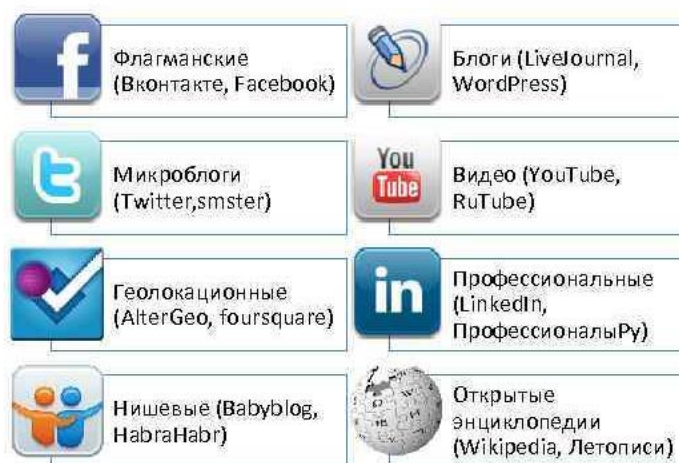 f
Флагманские
(Вконтакте, Facebook)
Блоги (LiveJournal,
WordPress)
t
Микроблоги
(Twitter,smster)
You
Tube
Видео (YouTube,
RuTube)
Геолокационные
(AlterGeo, foursquare)
in
Профессиональные
(LinkedIn,
ПрофессионалыРу)
Нишевые (Babyblog,
HabraHabr)
Открытые
энциклопедии
(Wikipedia, Летописи)